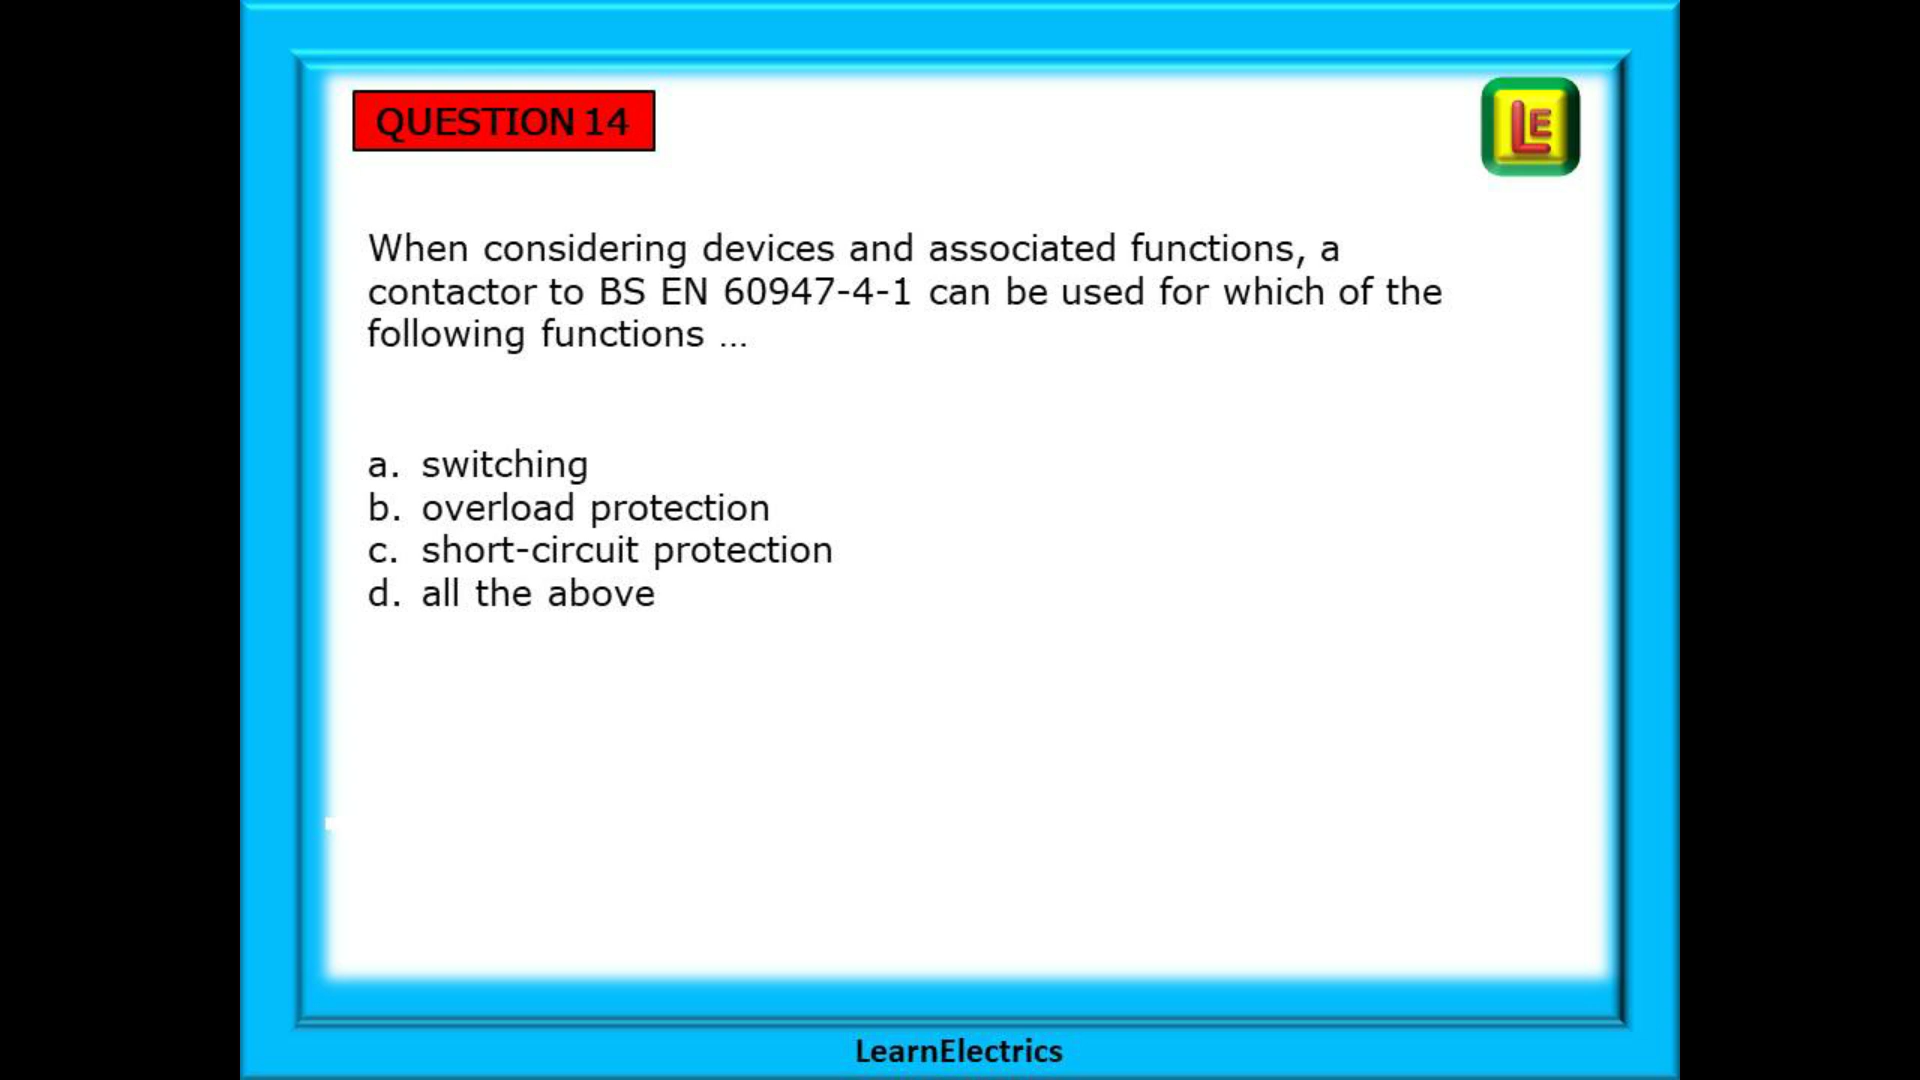 QUESTION 14
LE
When considering devices and associated functions, a
contactor to BS EN 60947-4-1 can be used for which of the
following functions ...
a. switching
b. overload protection
c. short-circuit protection
d. all the above
LearnElectrics